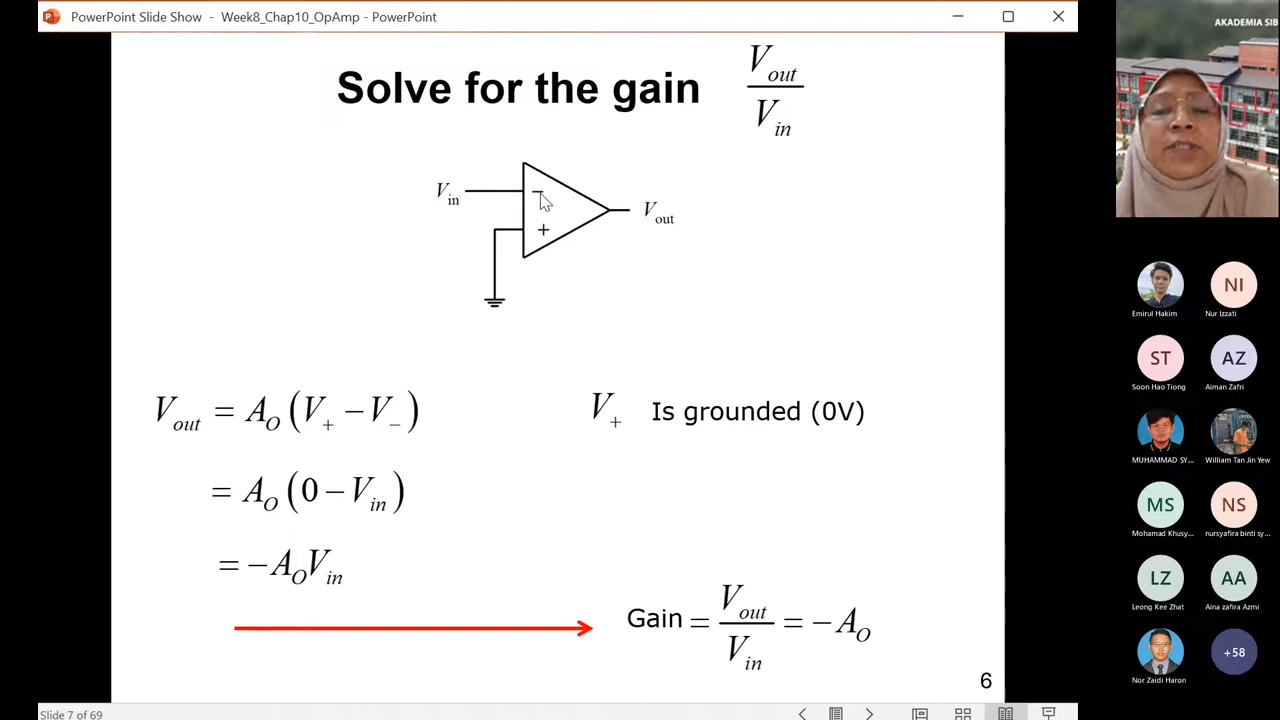 PowerPoint Slide Show - Week8_Chap10_OpAmp - PowerPoint
AKADEMIA SIB
Solve for the gain V_out / V_in
V_in
−
+
V_out
V_out = A_O (V_+ − V_−)
V_+ Is grounded (0V)
= A_O (0 − V_in)
= −A_O V_in
Gain = V_out / V_in = −A_O
6
Slide 7 of 69
Emirul Hakim
NI
Nur Izzati
ST
Soon Hao Tiong
AZ
Aiman Zafri
MUHAMMAD SY...
William Tan Jin Yew
MS
Mohamad Khusy...
NS
nursyafira binti sy...
LZ
Leong Kee Zhat
AA
Aina zafira Azmi
Nor Zaidi Haron
+58